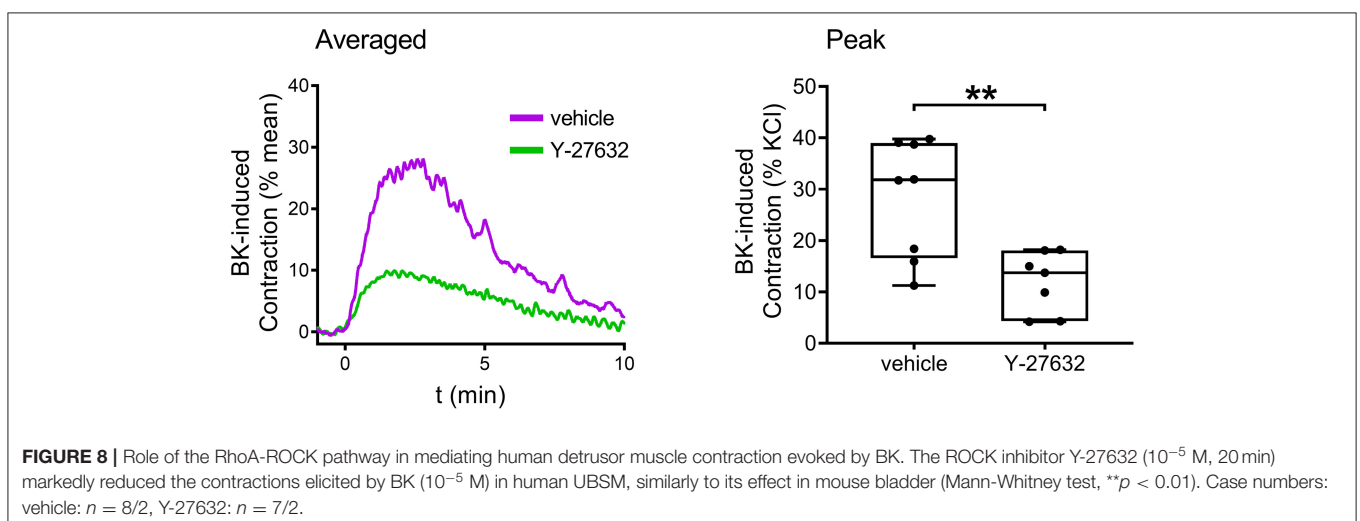 Averaged
BK-induced
Contraction (% mean)
40
30
20
10
0
vehicle
Y-27632
0
5
10
t (min)
Peak
BK-induced
Contraction (% KCl)
50
40
30
20
10
0
**
vehicle
Y-27632
FIGURE 8 | Role of the RhoA-ROCK pathway in mediating human detrusor muscle contraction evoked by BK. The ROCK inhibitor Y-27632 (10⁻⁵ M, 20 min)
markedly reduced the contractions elicited by BK (10⁻⁵ M) in human UBSM, similarly to its effect in mouse bladder (Mann-Whitney test, **p < 0.01). Case numbers:
vehicle: n = 8/2, Y-27632: n = 7/2.